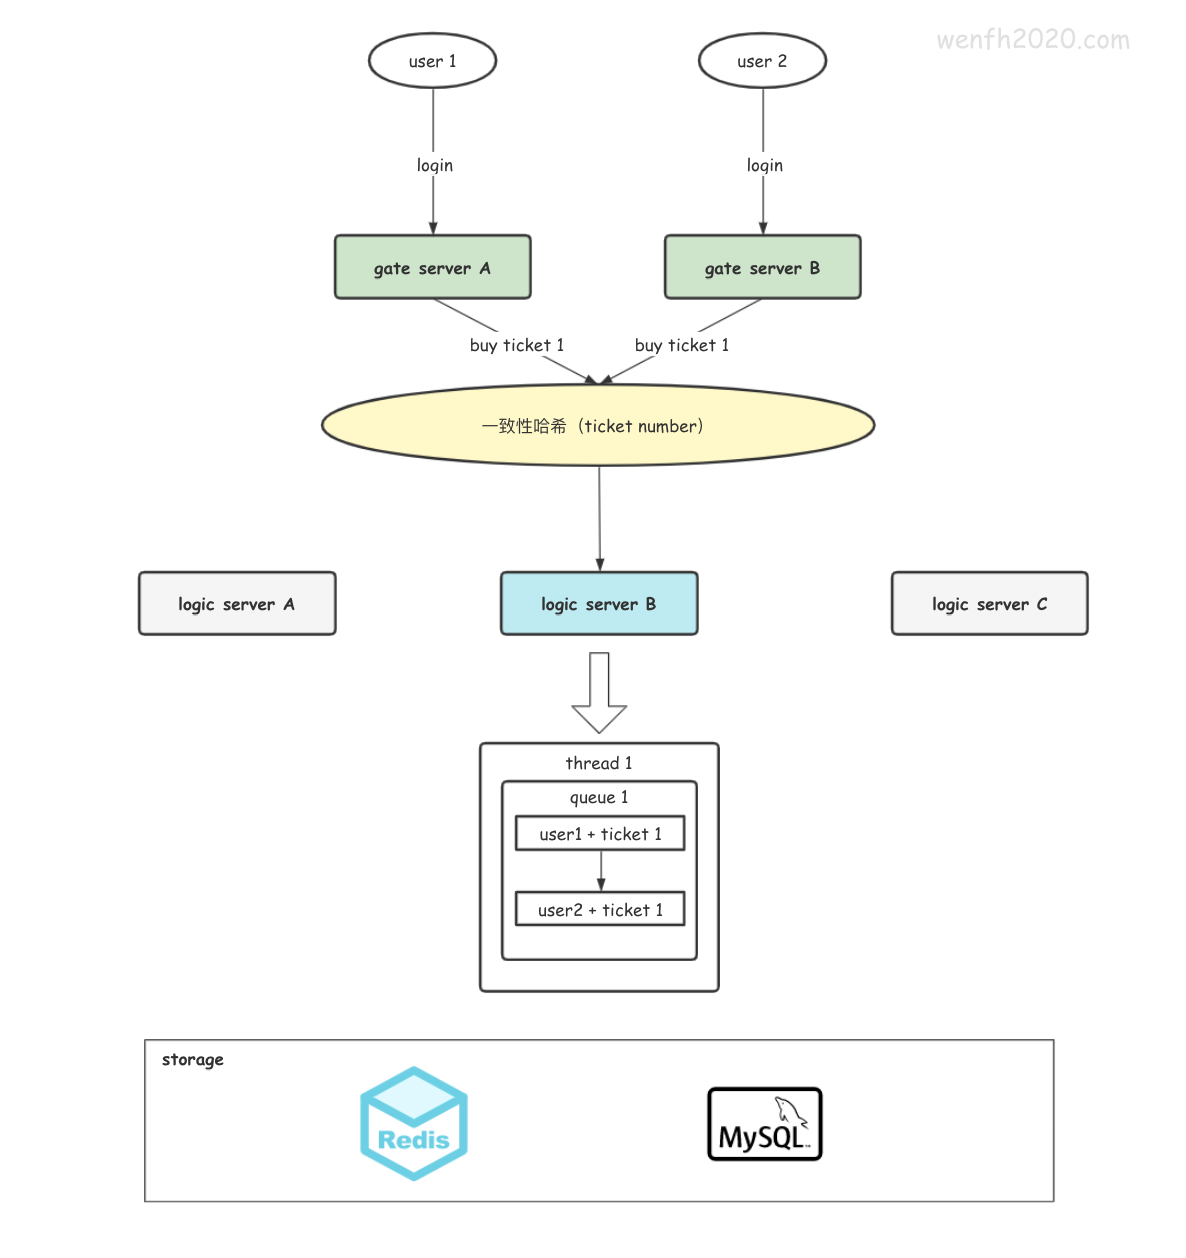 wenfh2020.com
user 1
user 2
login
login
gate server A
gate server B
buy ticket 1
buy ticket 1
一致性哈希（ticket number）
logic server A
logic server B
logic server C
thread 1
queue 1
user1 + ticket 1
user2 + ticket 1
storage
Redis
MySQL